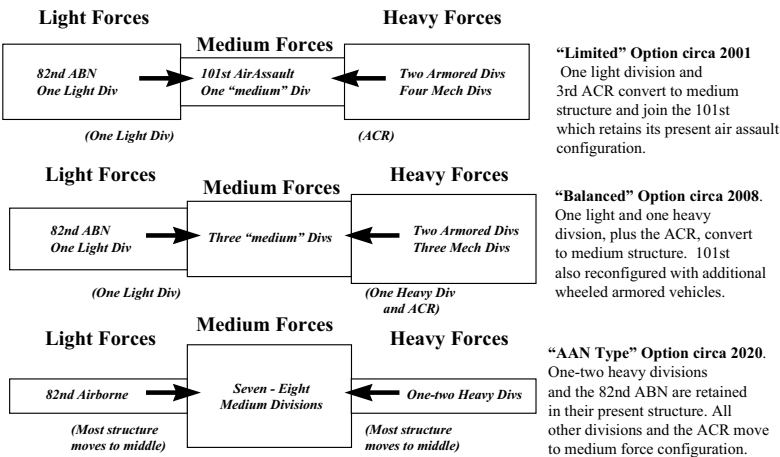 Light Forces
Medium Forces
Heavy Forces
82nd ABN
One Light Div
101st AirAssault
One “medium” Div
Two Armored Divs
Four Mech Divs
(One Light Div)
(ACR)
“Limited” Option circa 2001
One light division and
3rd ACR convert to medium
structure and join the 101st
which retains its present air assault
configuration.
Light Forces
Medium Forces
Heavy Forces
82nd ABN
One Light Div
Three “medium” Divs
Two Armored Divs
Three Mech Divs
(One Light Div)
(One Heavy Div
and ACR)
“Balanced” Option circa 2008.
One light and one heavy
divsion, plus the ACR, convert
to medium structure. 101st
also reconfigured with additional
wheeled armored vehicles.
Light Forces
Medium Forces
Heavy Forces
82nd Airborne
Seven - Eight
Medium Divisions
One-two Heavy Divs
(Most structure
moves to middle)
(Most structure
moves to middle)
“AAN Type” Option circa 2020.
One-two heavy divisions
and the 82nd ABN are retained
in their present structure. All
other divisions and the ACR move
to medium force configuration.